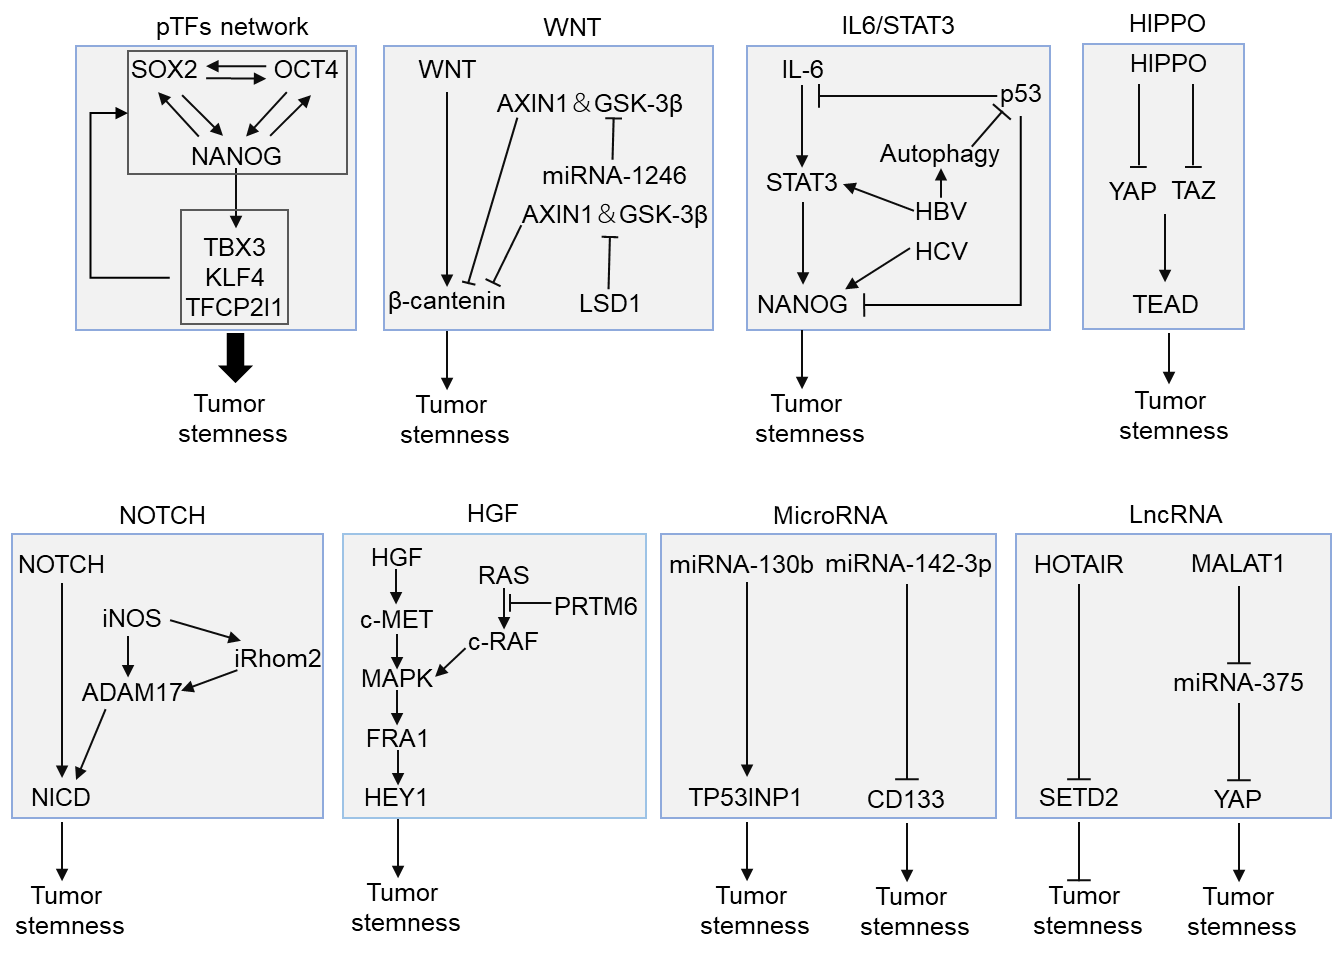 pTFs network
SOX2
OCT4
NANOG
TBX3
KLF4
TFCP2I1
Tumor
stemness
WNT
WNT
AXIN1&GSK-3β
miRNA-1246
AXIN1&GSK-3β
β-cantenin
LSD1
Tumor
stemness
IL6/STAT3
IL-6
p53
Autophagy
STAT3
HBV
HCV
NANOG
Tumor
stemness
HIPPO
HIPPO
YAP
TAZ
TEAD
Tumor
stemness
NOTCH
NOTCH
iNOS
iRhom2
ADAM17
NICD
Tumor
stemness
HGF
HGF
RAS
PRTM6
c-MET
c-RAF
MAPK
FRA1
HEY1
Tumor
stemness
MicroRNA
miRNA-130b
miRNA-142-3p
TP53INP1
CD133
Tumor
stemness
Tumor
stemness
LncRNA
HOTAIR
MALAT1
miRNA-375
SETD2
YAP
Tumor
stemness
Tumor
stemness